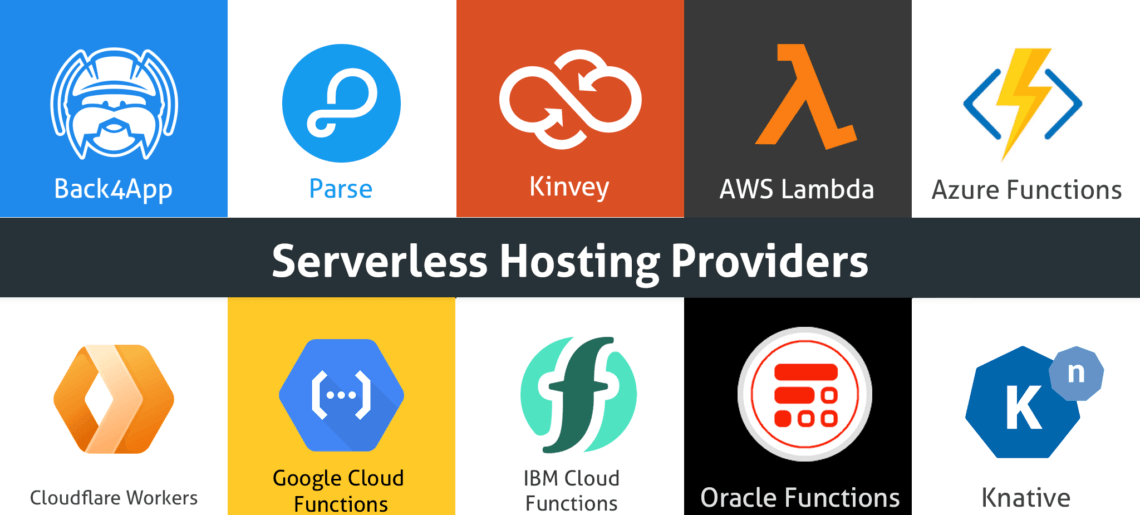 Back4App
Parse
Kinvey
AWS Lambda
Azure Functions
Serverless Hosting Providers
Cloudflare Workers
Google Cloud
Functions
IBM Cloud
Functions
Oracle Functions
K
n
Knative